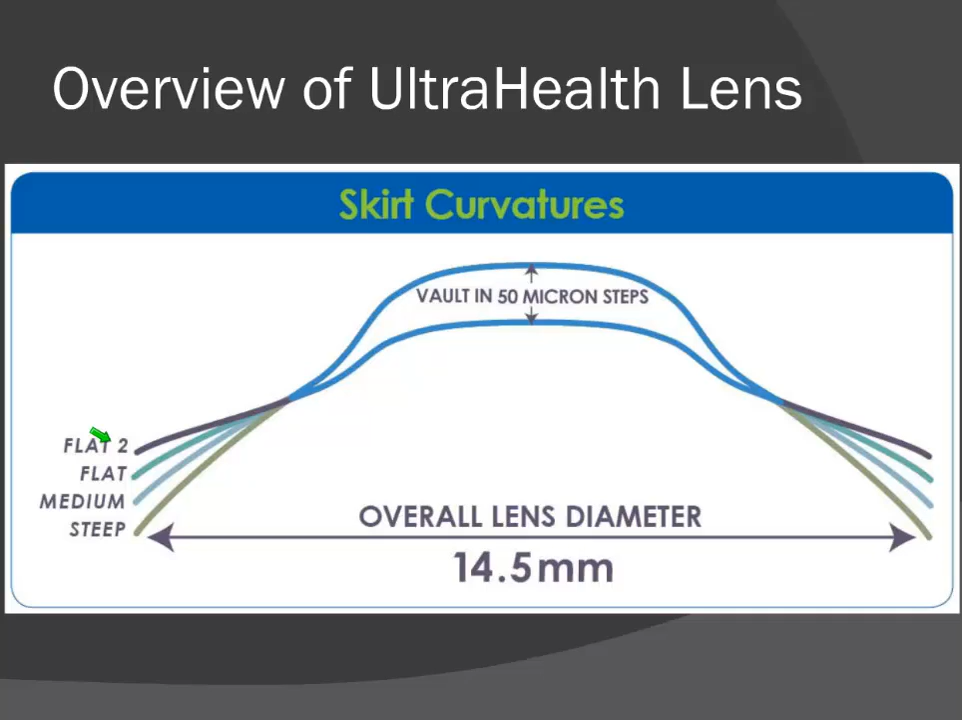 Overview of UltraHealth Lens
Skirt Curvatures
VAULT IN 50 MICRON STEPS
FLAT 2
FLAT
MEDIUM
STEEP
OVERALL LENS DIAMETER
14.5mm